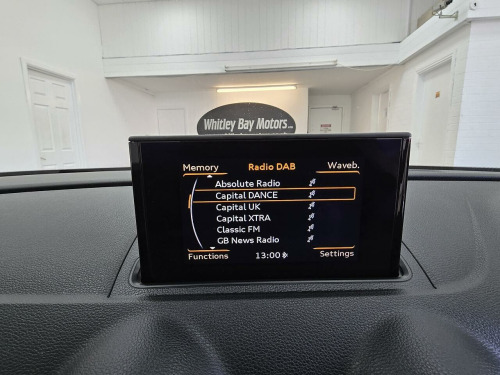 Whitley Bay Motors
Memory Radio DAB Waveb.
Absolute Radio
Capital DANCE
Capital UK
Capital XTRA
Classic FM
GB News Radio
Functions 13:00 Settings